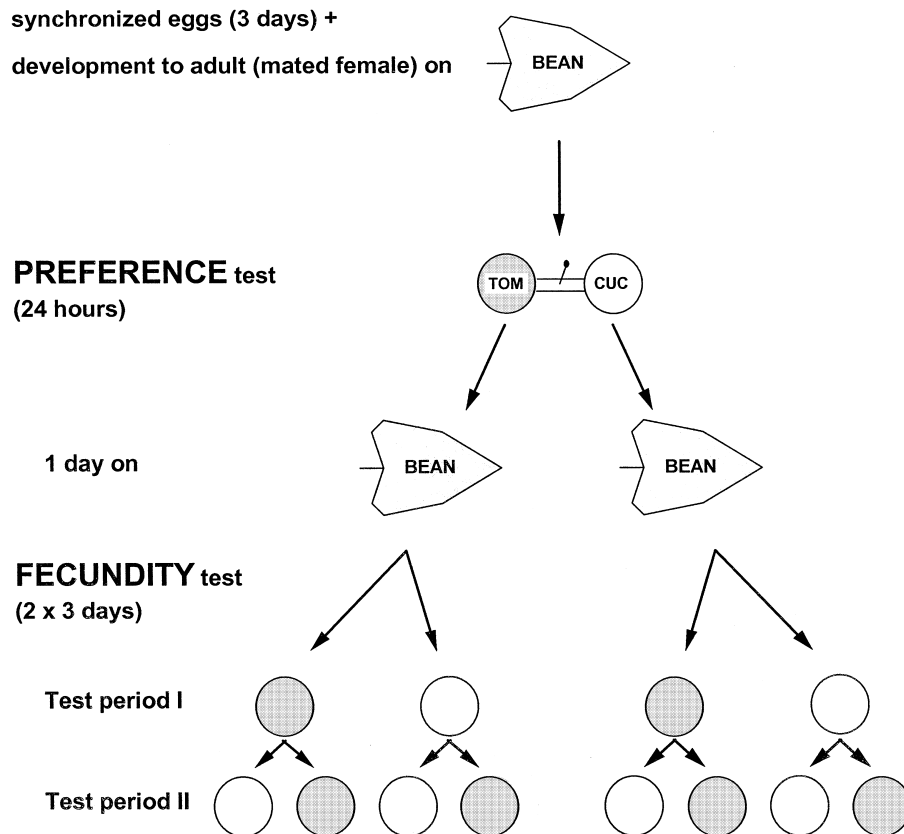 synchronized eggs (3 days) +
development to adult (mated female) on
BEAN
PREFERENCE test
(24 hours)
TOM
CUC
1 day on
BEAN
BEAN
FECUNDITY test
(2 x 3 days)
Test period I
Test period II